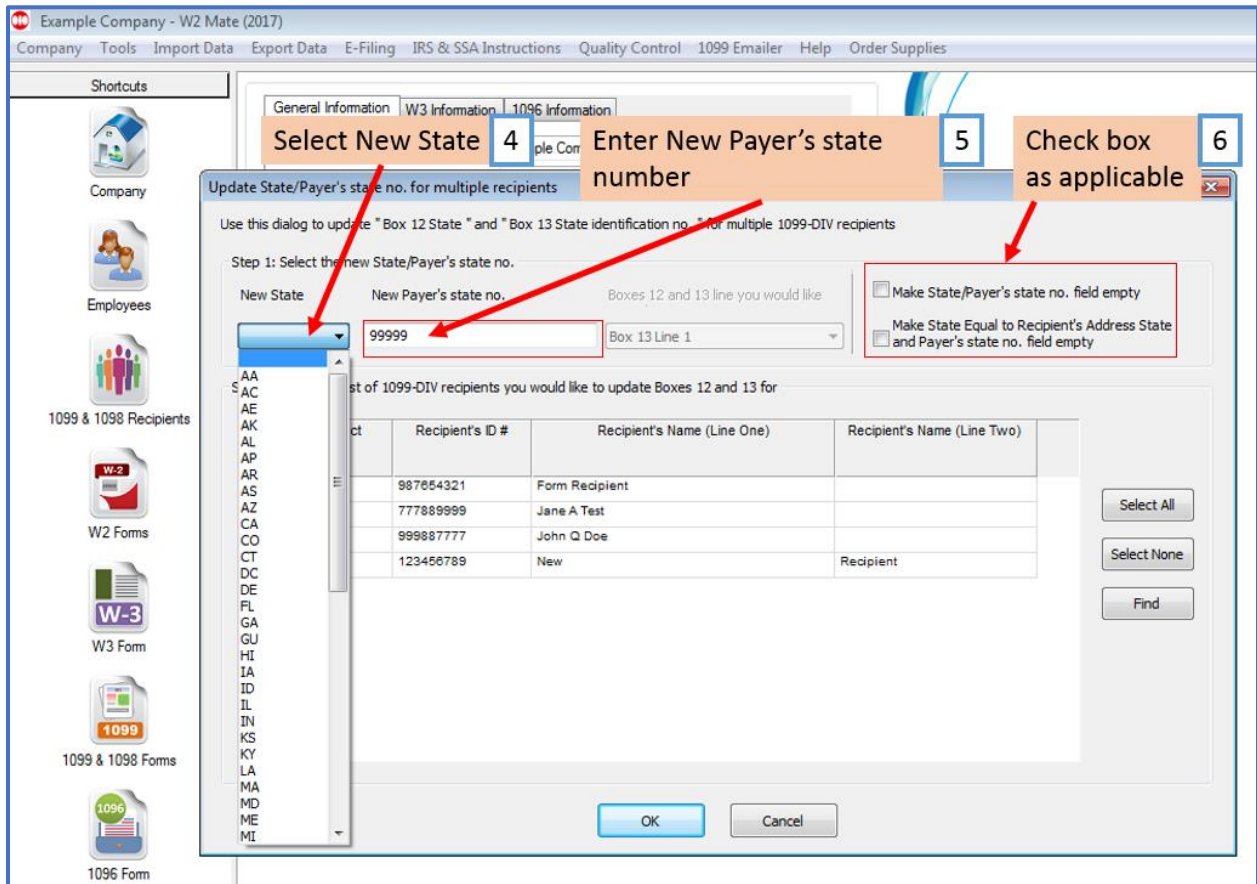 Example Company - W2 Mate (2017)
Company Tools Import Data Export Data E-Filing IRS & SSA Instructions Quality Control 1099 Emailer Help Order Supplies
Shortcuts
Company
Employees
1099 & 1098 Recipients
W-2
W2 Forms
W-3
W3 Form
1099
1099 & 1098 Forms
1096
1096 Form
General Information W3 Information 1096 Information
Select New State 4
Enter New Payer's state
number
5
Check box
as applicable
6
Update State/Payer's state no. for multiple recipients
Use this dialog to update "Box 12 State " and "Box 13 State identification no. " for multiple 1099-DIV recipients
Step 1: Select the new State/Payer's state no.
New State New Payer's state no. Boxes 12 and 13 line you would like
99999 Box 13 Line 1
Make State/Payer's state no. field empty
Make State Equal to Recipient's Address State
and Payer's state no. field empty
of 1099-DIV recipients you would like to update Boxes 12 and 13 for
AA
AC
AE
AK
AL
AP
AR
AS
AZ
CA
CO
CT
DC
DE
FL
GA
GU
HI
IA
ID
IL
IN
KS
KY
LA
MA
MD
ME
MI
Recipient's ID # Recipient's Name (Line One) Recipient's Name (Line Two)
987654321 Form Recipient
777889999 Jane A Test
999887777 John Q Doe
123456789 New Recipient
Select All
Select None
Find
OK Cancel